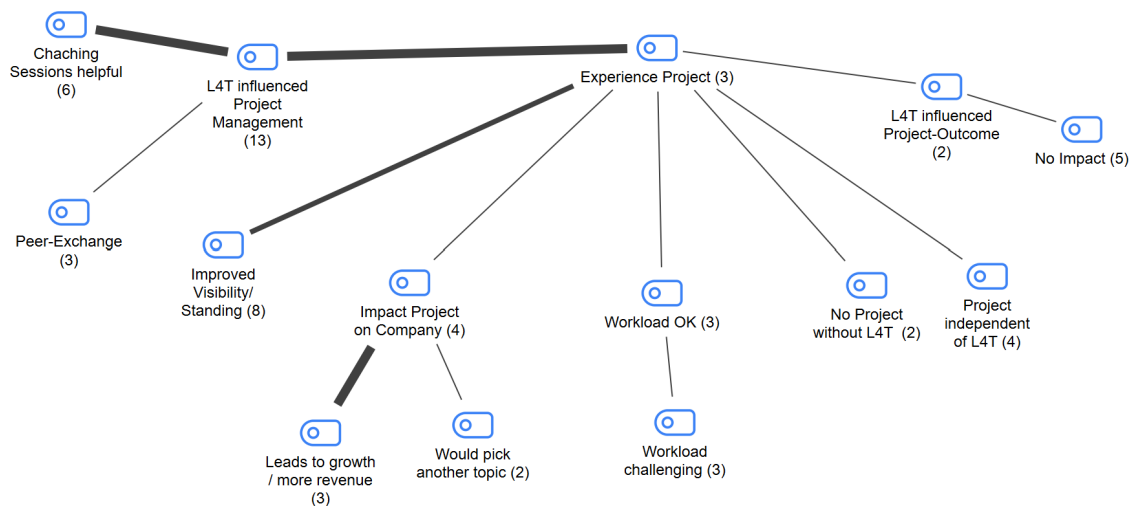 Chaching
Sessions helpful
(6)
L4T influenced
Project
Management
(13)
Experience Project (3)
L4T influenced
Project-Outcome
(2)
No Impact (5)
Peer-Exchange
(3)
Improved
Visibility/
Standing (8)
Impact Project
on Company (4)
Workload OK (3)
No Project
without L4T  (2)
Project
independent
of L4T (4)
Leads to growth
/ more revenue
(3)
Would pick
another topic (2)
Workload
challenging (3)